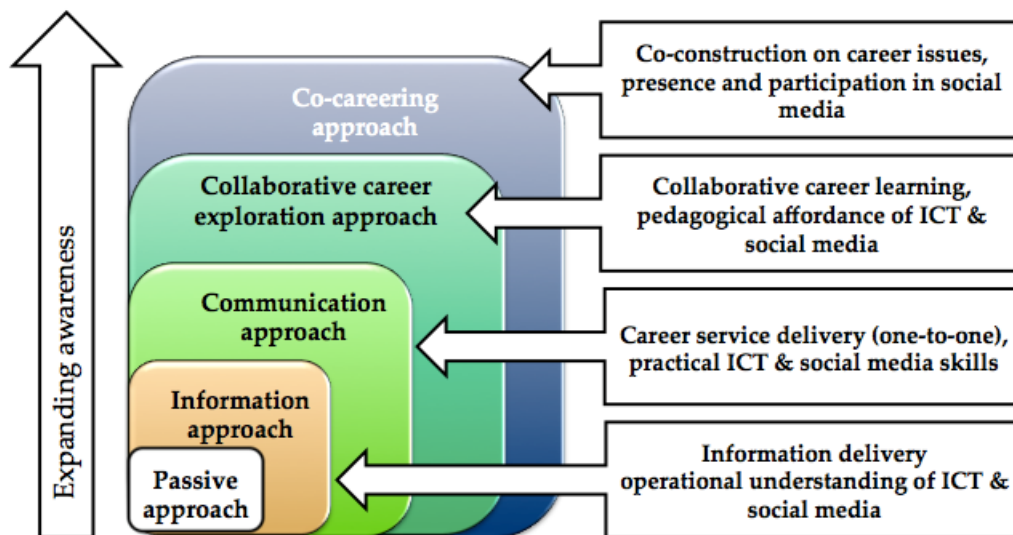 Expanding awareness
Co-careering
approach
Collaborative career
exploration approach
Communication
approach
Information
approach
Passive
approach
Co-construction on career issues,
presence and participation in social
media
Collaborative career learning,
pedagogical affordance of ICT &
social media
Career service delivery (one-to-one),
practical ICT & social media skills
Information delivery
operational understanding of ICT &
social media